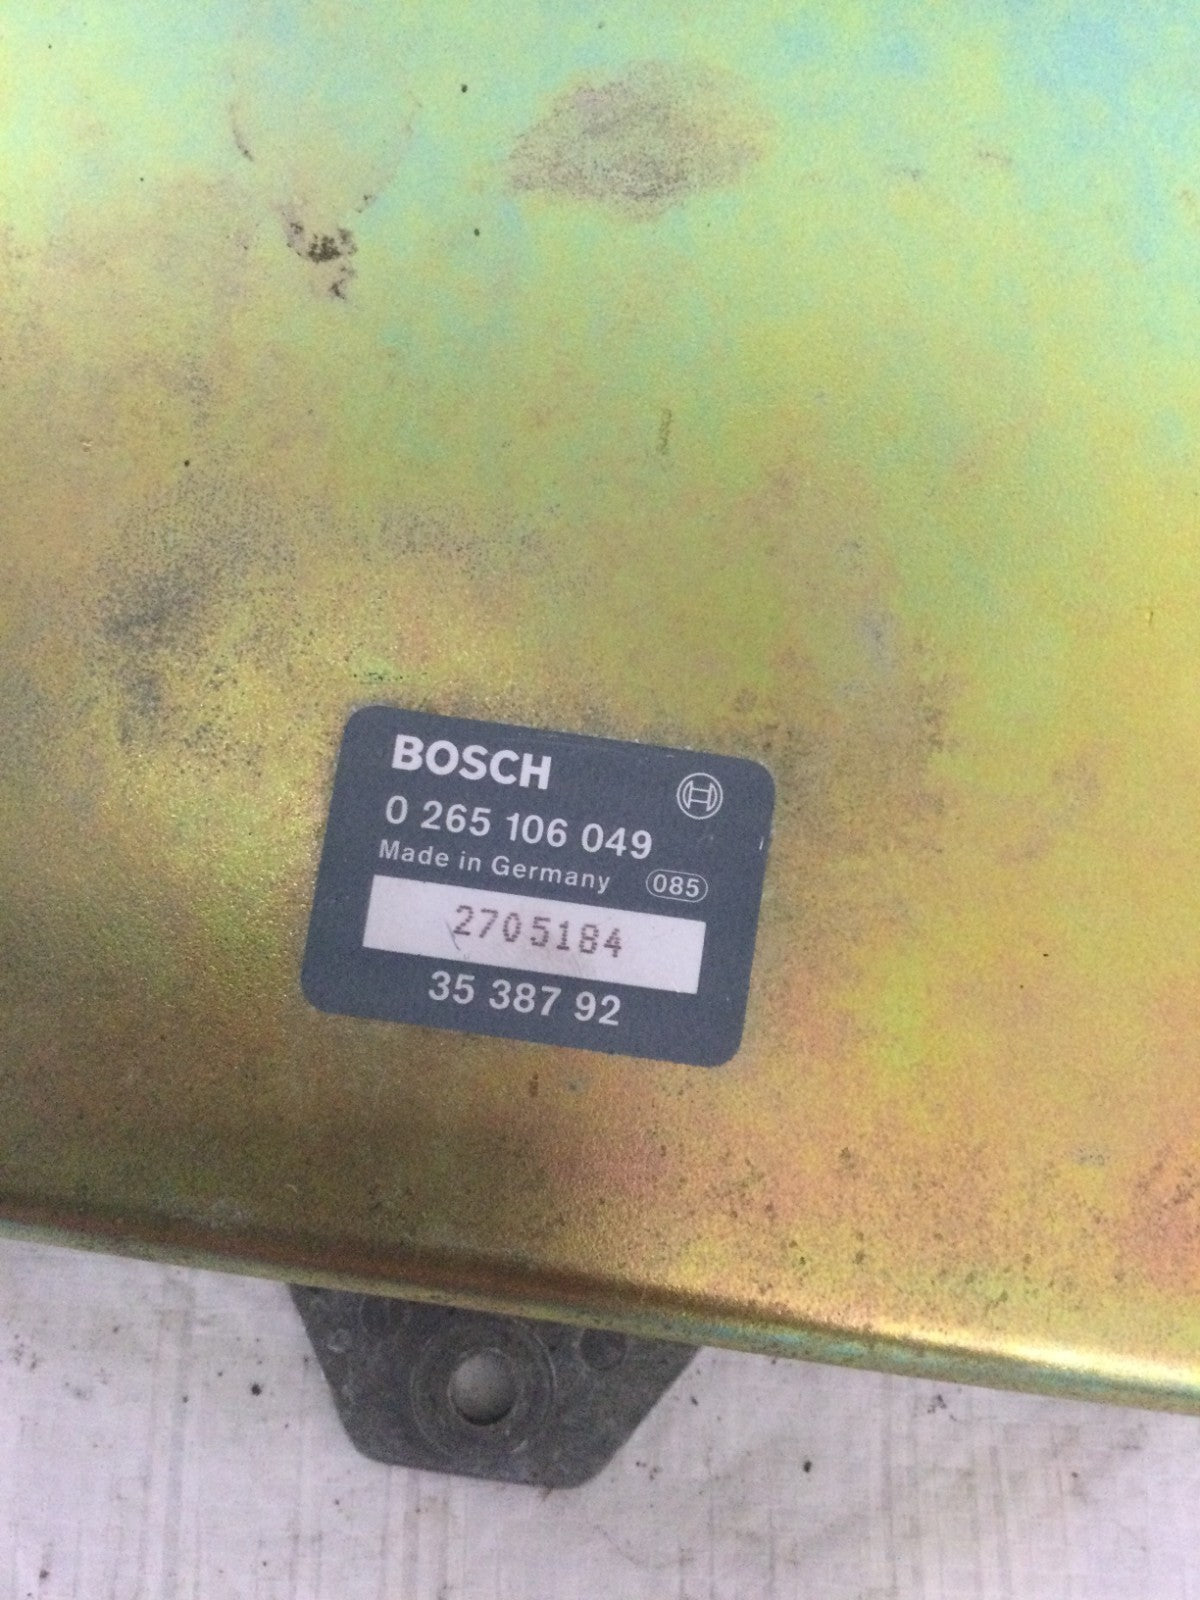 BOSCH
0 265 106 049
Made in Germany 085
2705184
35 387 92